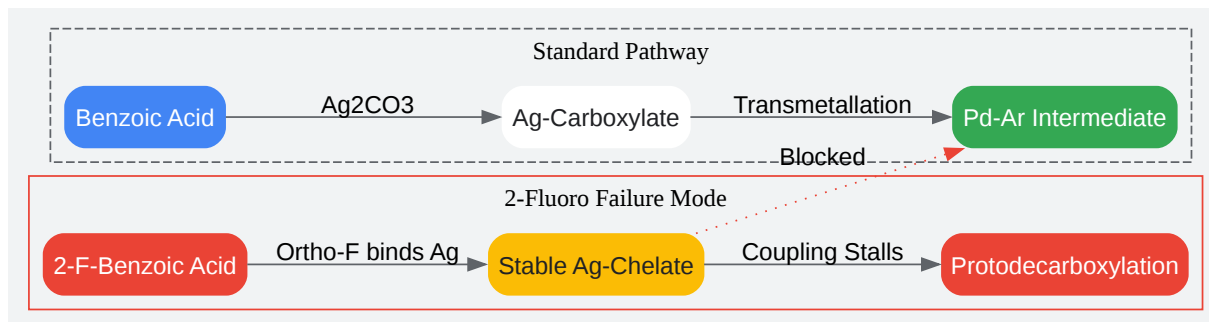 Standard Pathway
Benzoic Acid
Ag2CO3
Ag-Carboxylate
Transmetallation
Pd-Ar Intermediate
Blocked
2-Fluoro Failure Mode
2-F-Benzoic Acid
Ortho-F binds Ag
Stable Ag-Chelate
Coupling Stalls
Protodecarboxylation